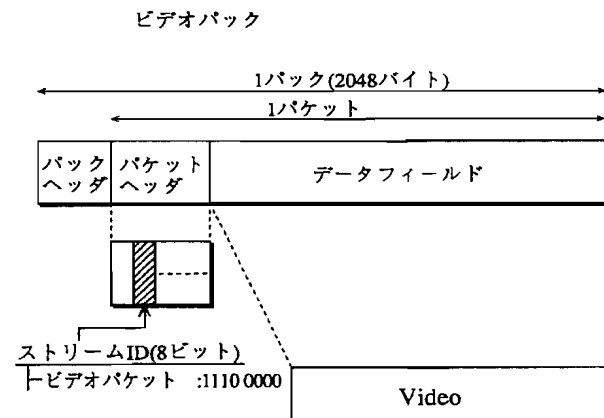 ビデオパック
1パック(2048バイト)
1パケット
パック
ヘッダ
パケット
ヘッダ
データフィールド
ストリームID(8ビット)
ビデオパケット :1110 0000
Video